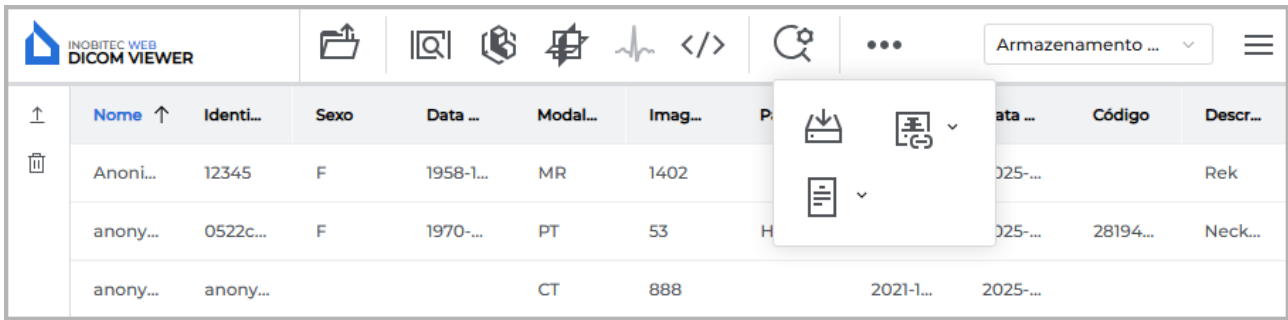 INOBITEC WEB
DICOM VIEWER
</>
Armazenamento ...
Nome Identi... Sexo Data ... Modal... Imag... ata ... Código Descr...
Anoni... 12345 F 1958-1... MR 1402 025-... Rek
anony... 0522c... F 1970-... PT 53 H 025-... 28194... Neck...
anony... anony... CT 888 2021-1... 2025-...